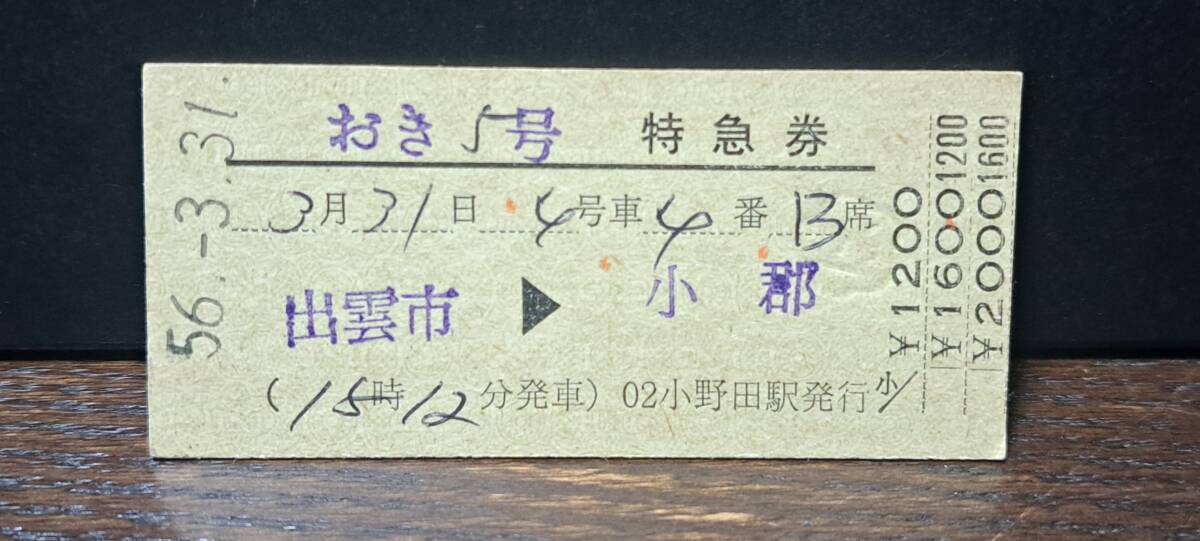 56.-3.31.
おき 5号 特急券
3月31日 4号車 4番 13席
出雲市 ▶ 小郡
(15時12分発車) 02小野田駅発行
¥1200
¥1600 1200
¥2000 1600